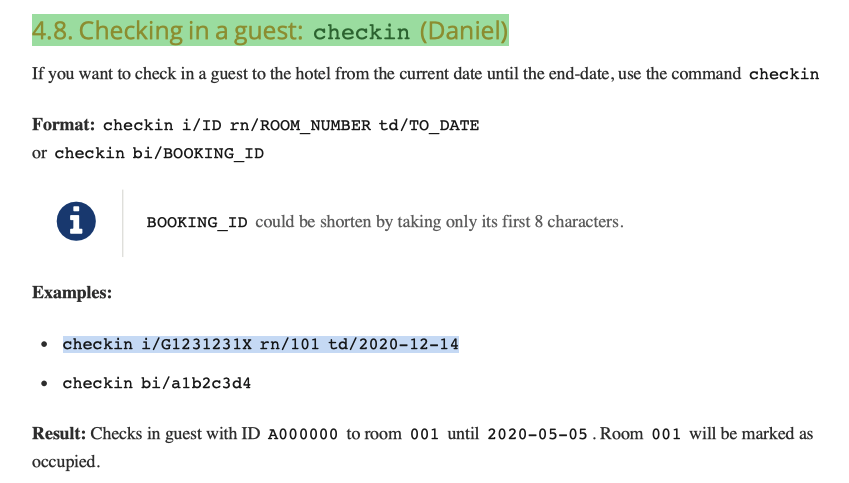 4.8. Checking in a guest: checkin (Daniel)
If you want to check in a guest to the hotel from the current date until the end-date, use the command checkin
Format: checkin i/ID rn/ROOM_NUMBER td/TO_DATE
or checkin bi/BOOKING_ID
BOOKING_ID could be shorten by taking only its first 8 characters.
Examples:
• checkin i/G1231231X rn/101 td/2020-12-14
• checkin bi/a1b2c3d4
Result: Checks in guest with ID A000000 to room 001 until 2020-05-05 . Room 001 will be marked as
occupied.